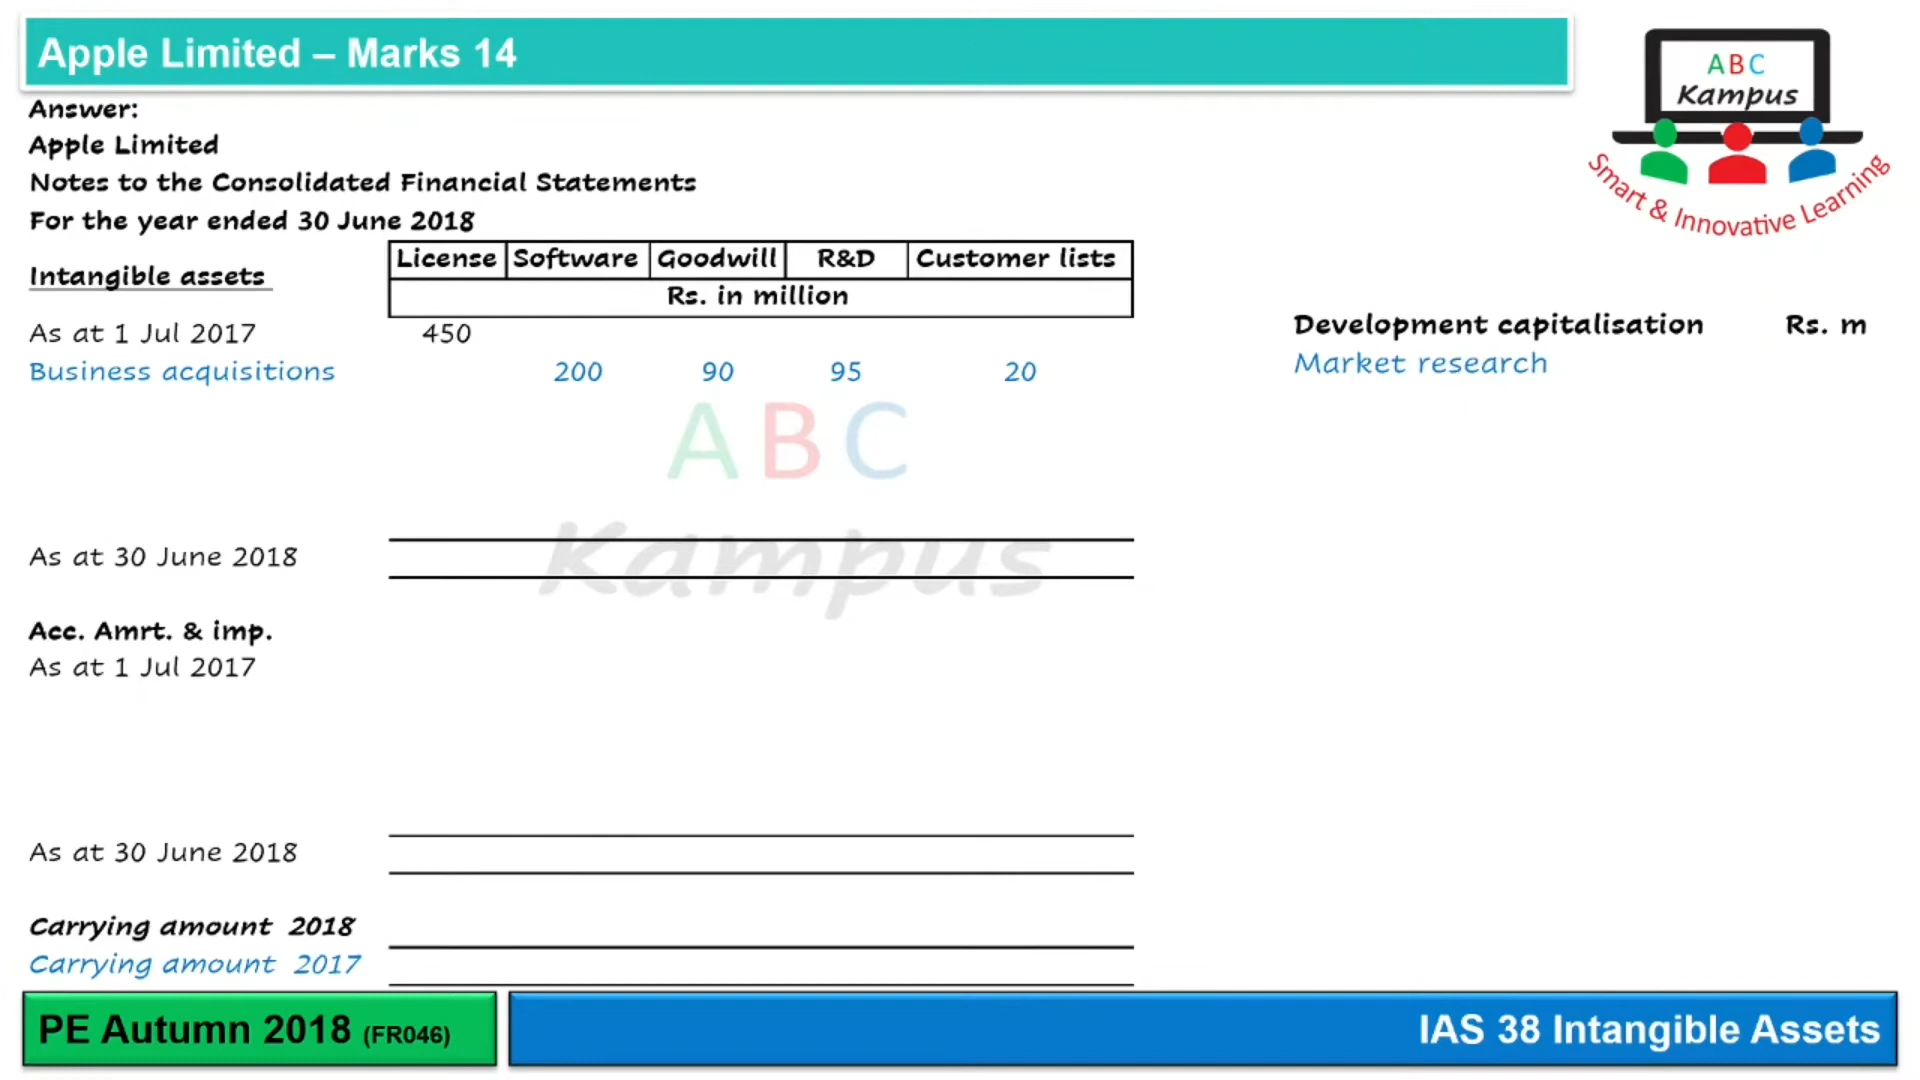 Apple Limited – Marks 14
ABC
Kampus
Smart & Innovative Learning
Answer:
Apple Limited
Notes to the Consolidated Financial Statements
For the year ended 30 June 2018
Intangible assets
License Software Goodwill R&D Customer lists
Rs. in million
As at 1 Jul 2017 450
Business acquisitions 200 90 95 20
As at 30 June 2018
Acc. Amrt. & imp.
As at 1 Jul 2017
As at 30 June 2018
Carrying amount 2018
Carrying amount 2017
Development capitalisation Rs. m
Market research
ABC
Kampus
PE Autumn 2018 (FR046)
IAS 38 Intangible Assets